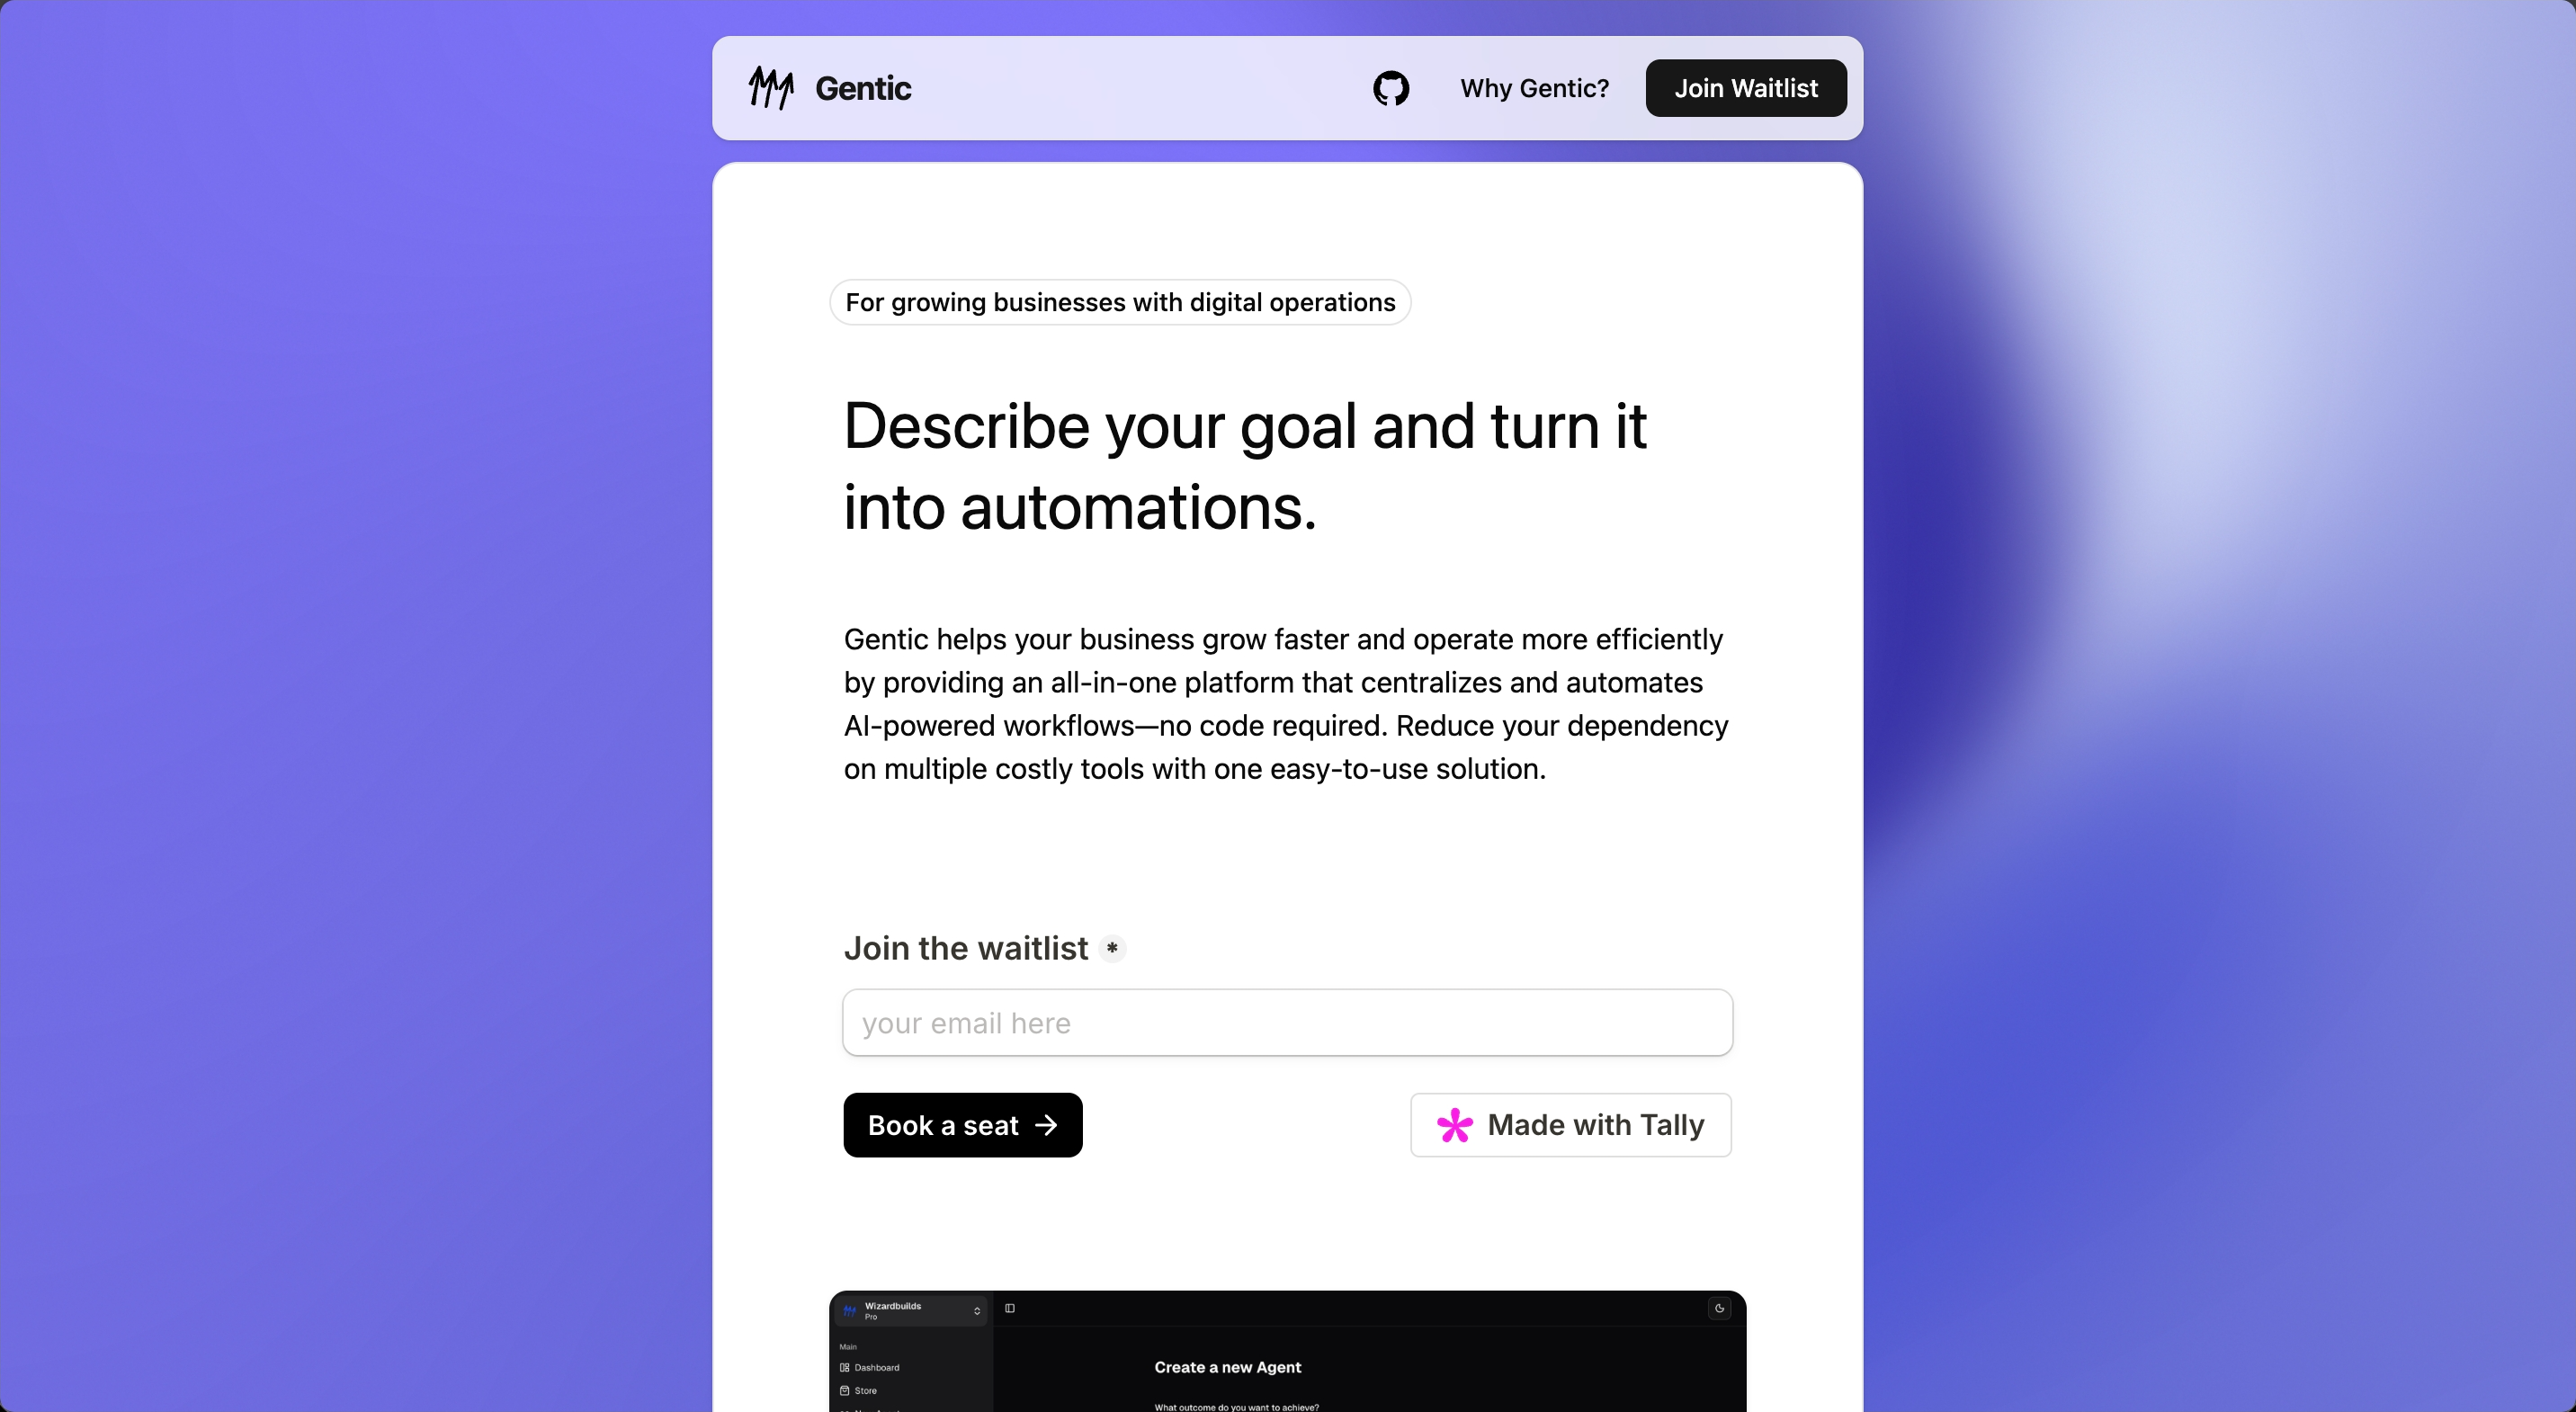 Gentic
Why Gentic?
Join Waitlist
For growing businesses with digital operations
Describe your goal and turn it
into automations.
Gentic helps your business grow faster and operate more efficiently
by providing an all-in-one platform that centralizes and automates
AI-powered workflows—no code required. Reduce your dependency
on multiple costly tools with one easy-to-use solution.
Join the waitlist *
your email here
Book a seat →
Made with Tally
Wizardbuilds
Pro
Main
Dashboard
Store
Create a new Agent
What outcome do you want to achieve?